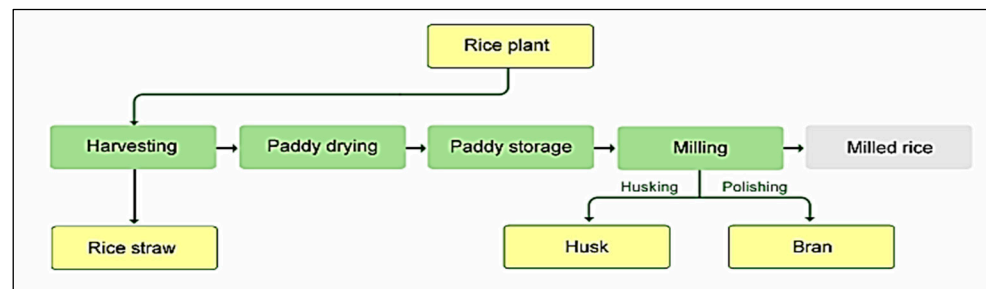 Rice plant
Harvesting
Paddy drying
Paddy storage
Milling
Milled rice
Husking
Polishing
Rice straw
Husk
Bran